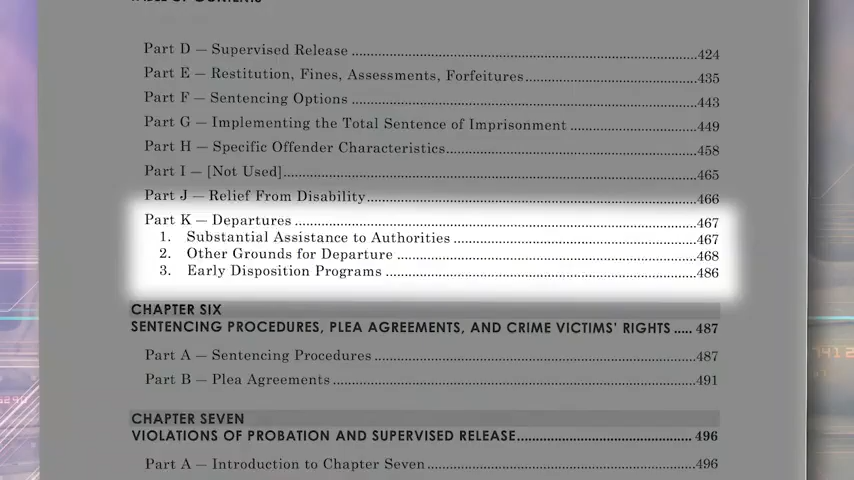 TABLE OF CONTENTS
Part D — Supervised Release ........ 424
Part E — Restitution, Fines, Assessments, Forfeitures ........ 435
Part F — Sentencing Options ........ 443
Part G — Implementing the Total Sentence of Imprisonment ........ 449
Part H — Specific Offender Characteristics ........ 458
Part I — [Not Used] ........ 465
Part J — Relief From Disability ........ 466
Part K — Departures ........ 467
1. Substantial Assistance to Authorities ........ 467
2. Other Grounds for Departure ........ 468
3. Early Disposition Programs ........ 486
CHAPTER SIX
SENTENCING PROCEDURES, PLEA AGREEMENTS, AND CRIME VICTIMS’ RIGHTS ..... 487
Part A — Sentencing Procedures ........ 487
Part B — Plea Agreements ........ 491
CHAPTER SEVEN
VIOLATIONS OF PROBATION AND SUPERVISED RELEASE ........ 496
Part A — Introduction to Chapter Seven ........ 496